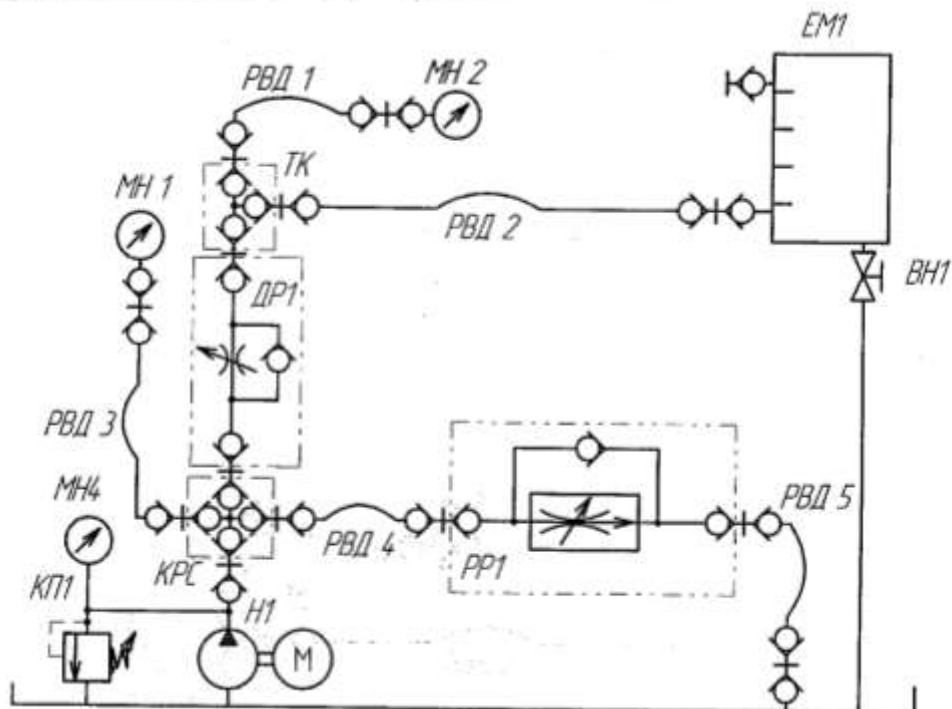 ЕМ1
РВД 1
МН 2
ТК
МН 1
РВД 2
ВН1
ДР1
РВД 3
МН4
РВД 5
РВД 4
РР1
КРС
КП1
Н1
М